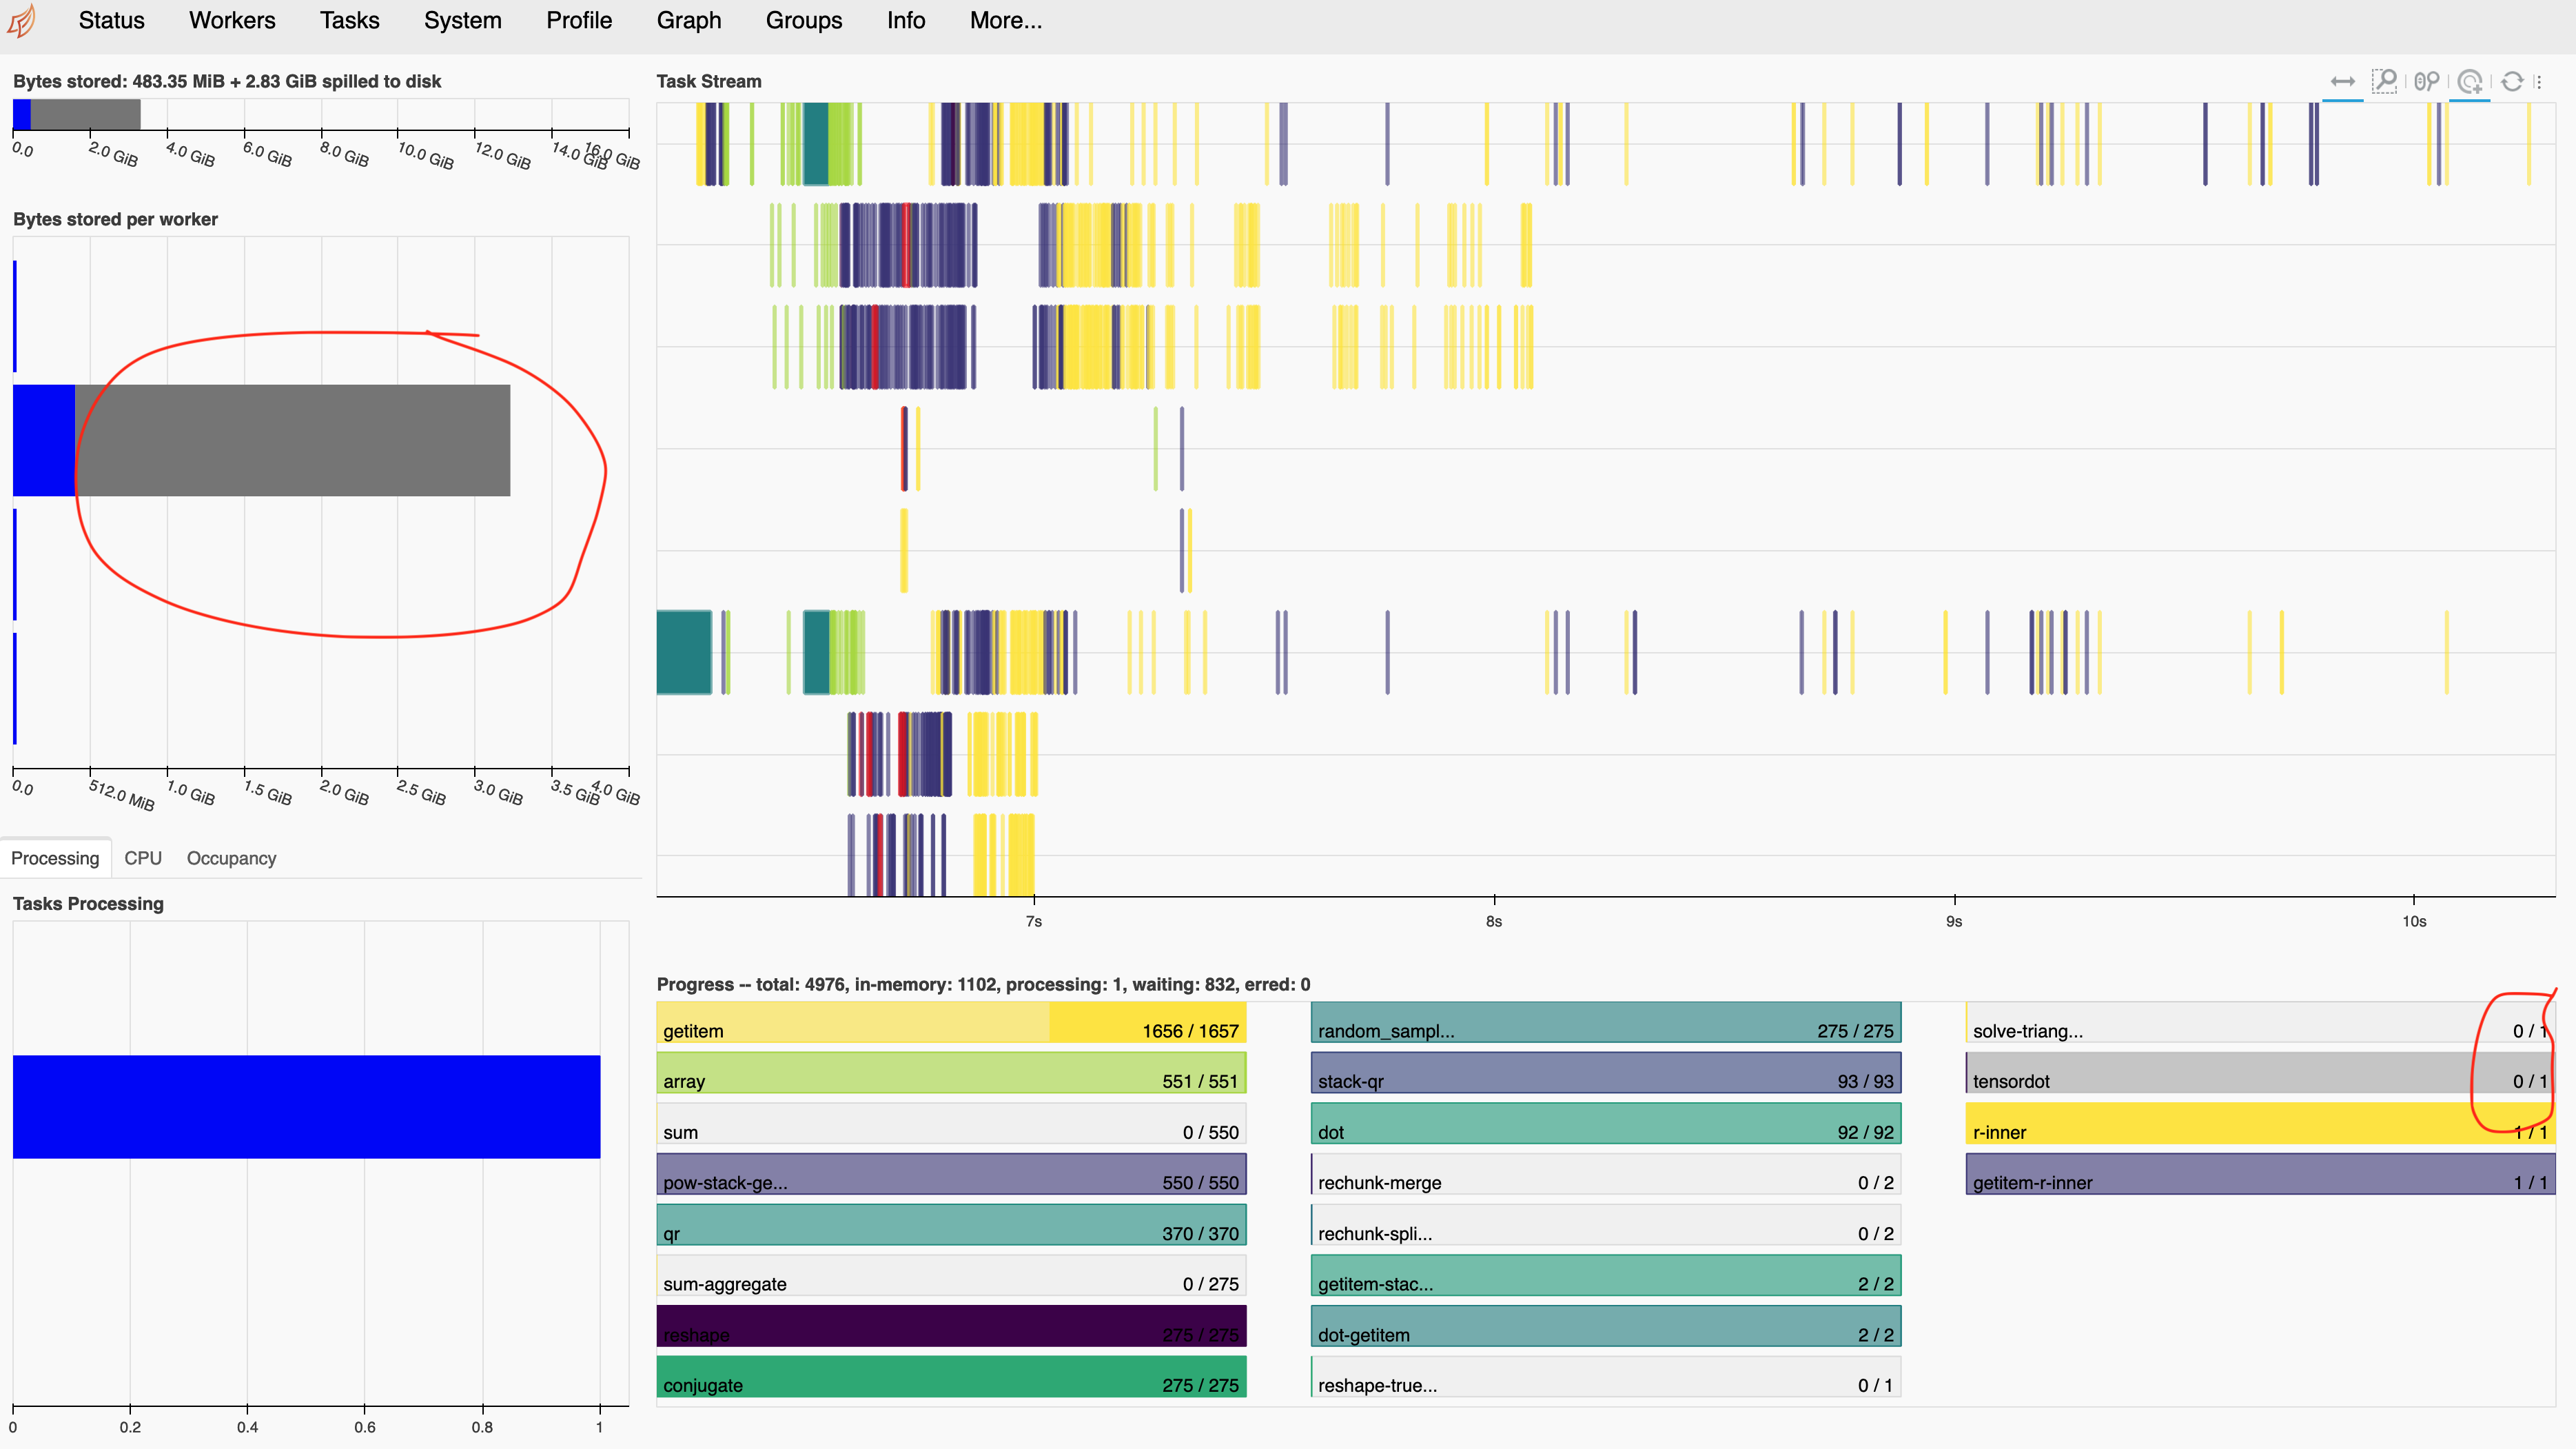 Status Workers Tasks System Profile Graph Groups Info More...
Bytes stored: 483.35 MiB + 2.83 GiB spilled to disk
0.0 2.0 GiB 4.0 GiB 6.0 GiB 8.0 GiB 10.0 GiB 12.0 GiB 14.0 GiB 16.0 GiB
Bytes stored per worker
0.0 512.0 MiB 1.0 GiB 1.5 GiB 2.0 GiB 2.5 GiB 3.0 GiB 3.5 GiB 4.0 GiB
Processing CPU Occupancy
Tasks Processing
0 0.2 0.4 0.6 0.8 1
Task Stream
7s 8s 9s 10s
Progress -- total: 4976, in-memory: 1102, processing: 1, waiting: 832, erred: 0
getitem 1656 / 1657
array 551 / 551
sum 0 / 550
pow-stack-ge... 550 / 550
qr 370 / 370
sum-aggregate 0 / 275
reshape 275 / 275
conjugate 275 / 275
random_sampl... 275 / 275
stack-qr 93 / 93
dot 92 / 92
rechunk-merge 0 / 2
rechunk-spli... 0 / 2
getitem-stac... 2 / 2
dot-getitem 2 / 2
reshape-true... 0 / 1
solve-triang... 0 / 1
tensordot 0 / 1
r-inner 1 / 1
getitem-r-inner 1 / 1